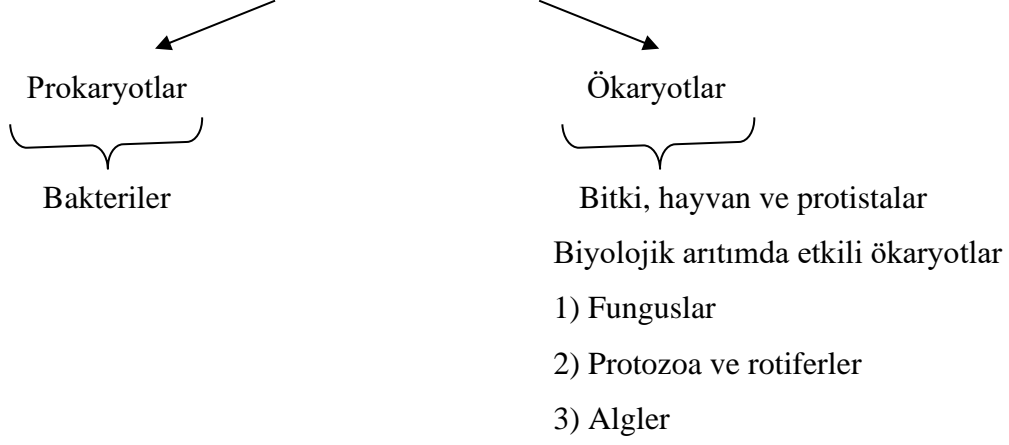 Prokaryotlar
Ökaryotlar
Bakteriler
Bitki, hayvan ve protistalar
Biyolojik arıtımda etkili ökaryotlar
1) Funguslar
2) Protozoa ve rotiferler
3) Algler